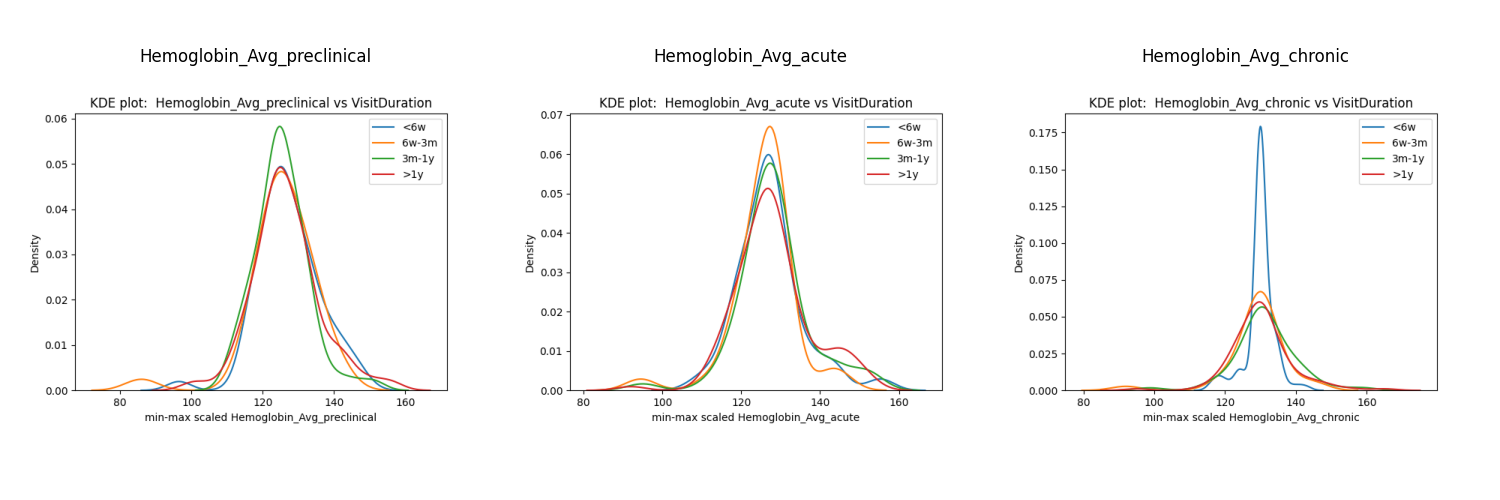 Hemoglobin_Avg_preclinical
KDE plot:  Hemoglobin_Avg_preclinical vs VisitDuration
<6w
6w-3m
3m-1y
>1y
0.06
0.05
0.04
0.03
0.02
0.01
0.00
Density
80
100
120
140
160
min-max scaled Hemoglobin_Avg_preclinical
Hemoglobin_Avg_acute
KDE plot:  Hemoglobin_Avg_acute vs VisitDuration
<6w
6w-3m
3m-1y
>1y
0.07
0.06
0.05
0.04
0.03
0.02
0.01
0.00
Density
80
100
120
140
160
min-max scaled Hemoglobin_Avg_acute
Hemoglobin_Avg_chronic
KDE plot:  Hemoglobin_Avg_chronic vs VisitDuration
<6w
6w-3m
3m-1y
>1y
0.175
0.150
0.125
0.100
0.075
0.050
0.025
0.000
Density
80
100
120
140
160
min-max scaled Hemoglobin_Avg_chronic